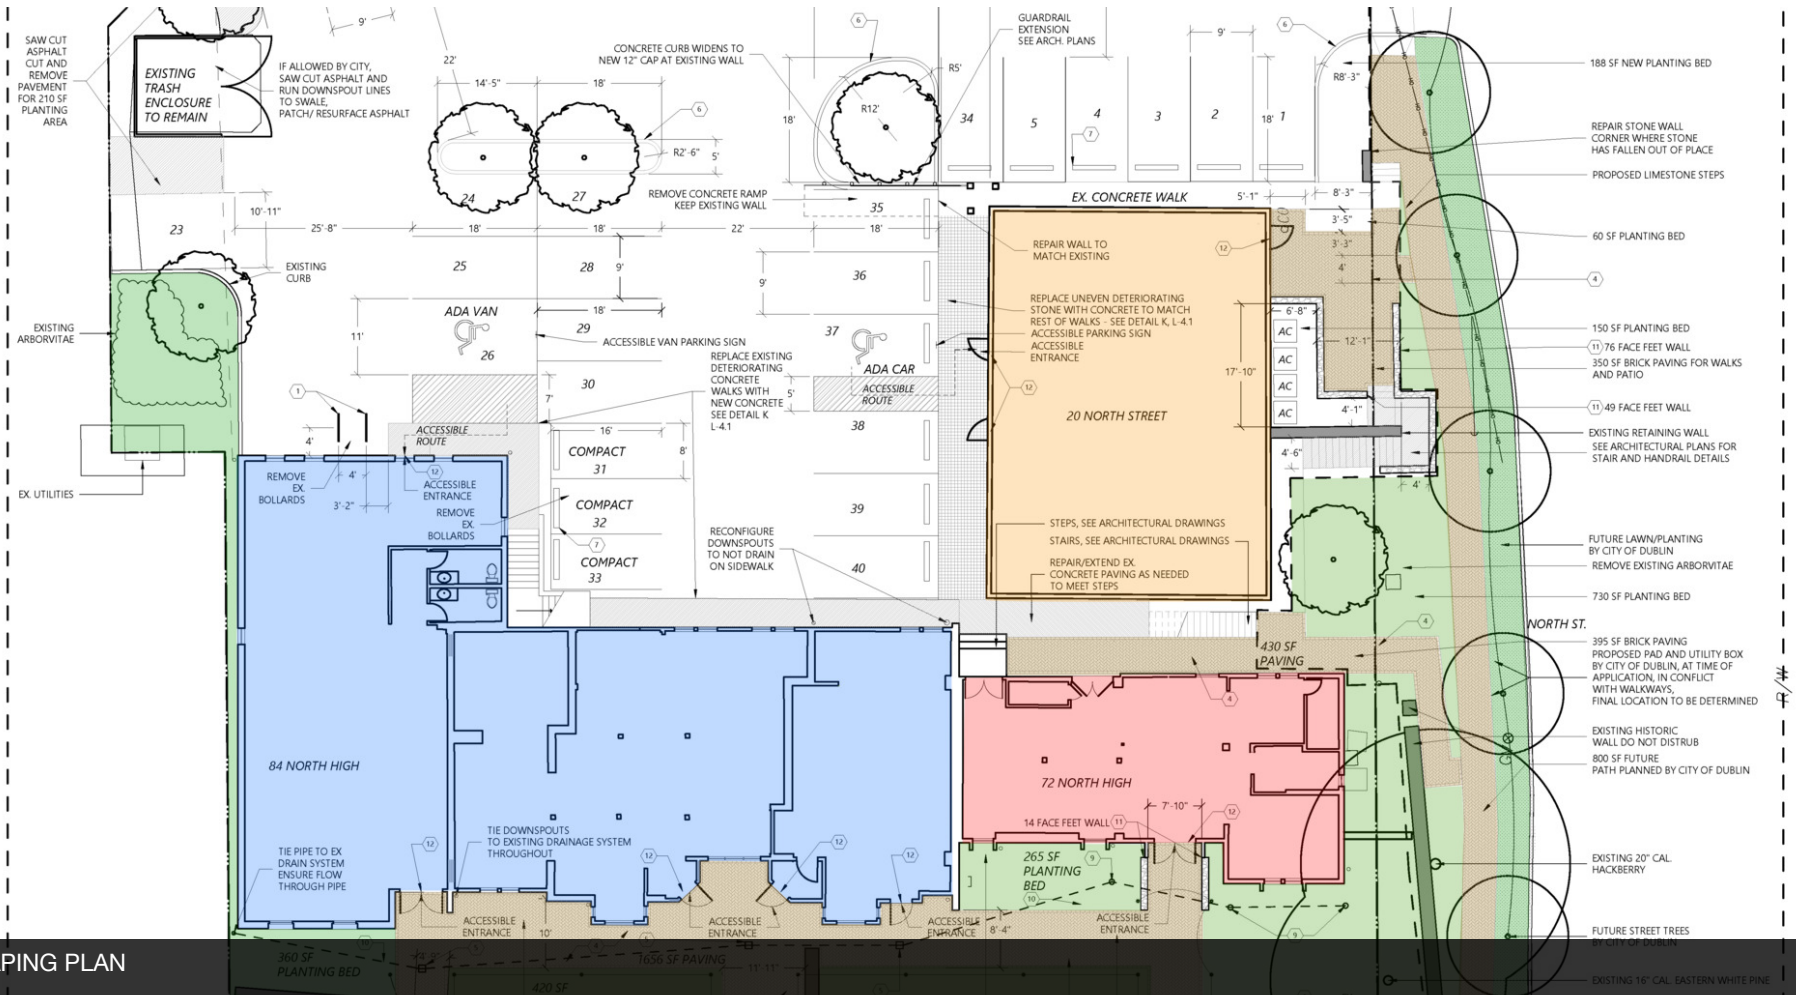 SAW CUT
ASPHALT
CUT AND
REMOVE
PAVEMENT
FOR 210 SF
PLANTING
AREA
EXISTING
TRASH
ENCLOSURE
TO REMAIN
IF ALLOWED BY CITY,
SAW CUT ASPHALT AND
RUN DOWNSPOUT LINES
TO SWALE,
PATCH/ RESURFACE ASPHALT
9'
22'
14'-5"
18'
6
R2'-6"
5'
24
27
CONCRETE CURB WIDENS TO
NEW 12" CAP AT EXISTING WALL
6
GUARDRAIL
EXTENSION
SEE ARCH. PLANS
R5'
R12'
18'
34
5
4
3
2
1
7
9'
18'
6
R8'-3"
188 SF NEW PLANTING BED
REPAIR STONE WALL
CORNER WHERE STONE
HAS FALLEN OUT OF PLACE
PROPOSED LIMESTONE STEPS
REMOVE CONCRETE RAMP
KEEP EXISTING WALL
35
EX. CONCRETE WALK
5'-1"
8'-3"
3'-5"
3'-3"
4'
60 SF PLANTING BED
4
10'-11"
23
25'-8"
18'
18'
22'
18'
EXISTING
CURB
25
28
9'
18'
36
9'
REPAIR WALL TO
MATCH EXISTING
12
EXISTING
ARBORVITAE
11'
ADA VAN
26
29
ACCESSIBLE VAN PARKING SIGN
37
ADA CAR
REPLACE UNEVEN DETERIORATING
STONE WITH CONCRETE TO MATCH
REST OF WALKS - SEE DETAIL K, L-4.1
ACCESSIBLE PARKING SIGN
ACCESSIBLE
ENTRANCE
12
6'-8"
AC
AC
AC
AC
12'-1"
17'-10"
4'-1"
4'-6"
4'
150 SF PLANTING BED
11 76 FACE FEET WALL
350 SF BRICK PAVING FOR WALKS
AND PATIO
11 49 FACE FEET WALL
EXISTING RETAINING WALL
SEE ARCHITECTURAL PLANS FOR
STAIR AND HANDRAIL DETAILS
1
4'
ACCESSIBLE
ROUTE
30
7'
REPLACE EXISTING
DETERIORATING
CONCRETE
WALKS WITH
NEW CONCRETE
SEE DETAIL K
L-4.1
5'
ACCESSIBLE
ROUTE
20 NORTH STREET
16'
8'
COMPACT
31
COMPACT
32
7
COMPACT
33
38
39
40
EX. UTILITIES
REMOVE
EX.
BOLLARDS
4'
3'-2"
12
ACCESSIBLE
ENTRANCE
REMOVE
EX.
BOLLARDS
RECONFIGURE
DOWNSPOUTS
TO NOT DRAIN
ON SIDEWALK
STEPS, SEE ARCHITECTURAL DRAWINGS
STAIRS, SEE ARCHITECTURAL DRAWINGS
REPAIR/EXTEND EX.
CONCRETE PAVING AS NEEDED
TO MEET STEPS
FUTURE LAWN/PLANTING
BY CITY OF DUBLIN
REMOVE EXISTING ARBORVITAE
730 SF PLANTING BED
NORTH ST.
4
430 SF
PAVING
4
395 SF BRICK PAVING
PROPOSED PAD AND UTILITY BOX
BY CITY OF DUBLIN, AT TIME OF
APPLICATION, IN CONFLICT
WITH WALKWAYS,
FINAL LOCATION TO BE DETERMINED
R/W
EXISTING HISTORIC
WALL DO NOT DISTRUB
800 SF FUTURE
PATH PLANNED BY CITY OF DUBLIN
84 NORTH HIGH
72 NORTH HIGH
7'-10"
14 FACE FEET WALL 11
12
TIE DOWNSPOUTS
TO EXISTING DRAINAGE SYSTEM
THROUGHOUT
TIE PIPE TO EX
DRAIN SYSTEM
ENSURE FLOW
THROUGH PIPE
12
12
12
12
265 SF
PLANTING
BED
9
10
EXISTING 20" CAL.
HACKBERRY
ACCESSIBLE
ENTRANCE
10'
ACCESSIBLE
ENTRANCE
ACCESSIBLE
ENTRANCE
8'-4"
ACCESSIBLE
ENTRANCE
9
FUTURE STREET TREES
BY CITY OF DUBLIN
PING PLAN
360 SF
PLANTING BED
1656 SF PAVING
11'-11"
420 SF
EXISTING 16" CAL. EASTERN WHITE PINE